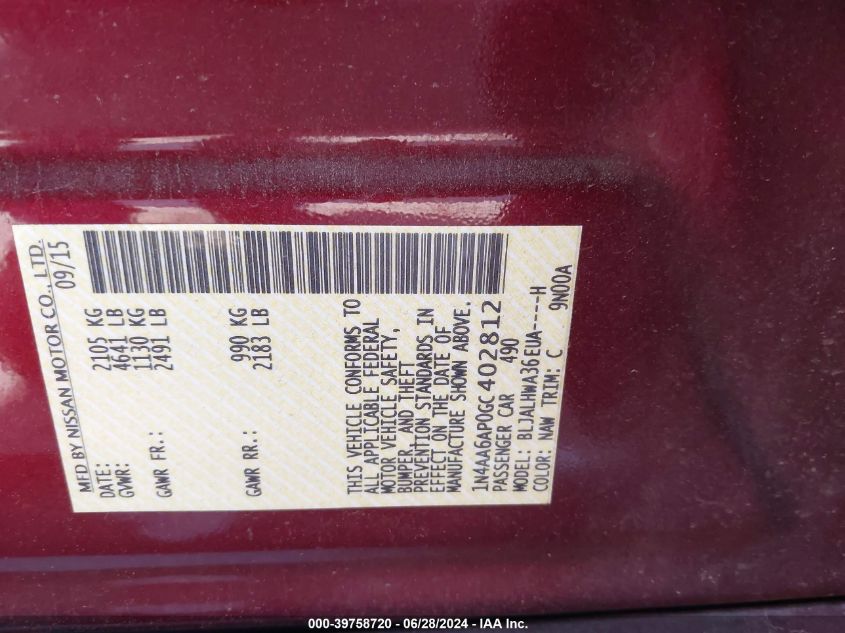 MFD BY NISSAN MOTOR CO., LTD.
DATE: 09/15
GVWR: 2105 KG
4641 LB
GAWR FR.: 1130 KG
2491 LB
GAWR RR.: 990 KG
2183 LB
THIS VEHICLE CONFORMS TO
ALL APPLICABLE FEDERAL
MOTOR VEHICLE SAFETY,
BUMPER, AND THEFT
PREVENTION STANDARDS IN
EFFECT ON THE DATE OF
MANUFACTURE SHOWN ABOVE.
1N4AA6AP0GC402812
PASSENGER CAR 490
MODEL: BLJALHWA36EUA----H
COLOR: NAW TRIM: C 9N00A
000-39758720 - 06/28/2024 - IAA Inc.